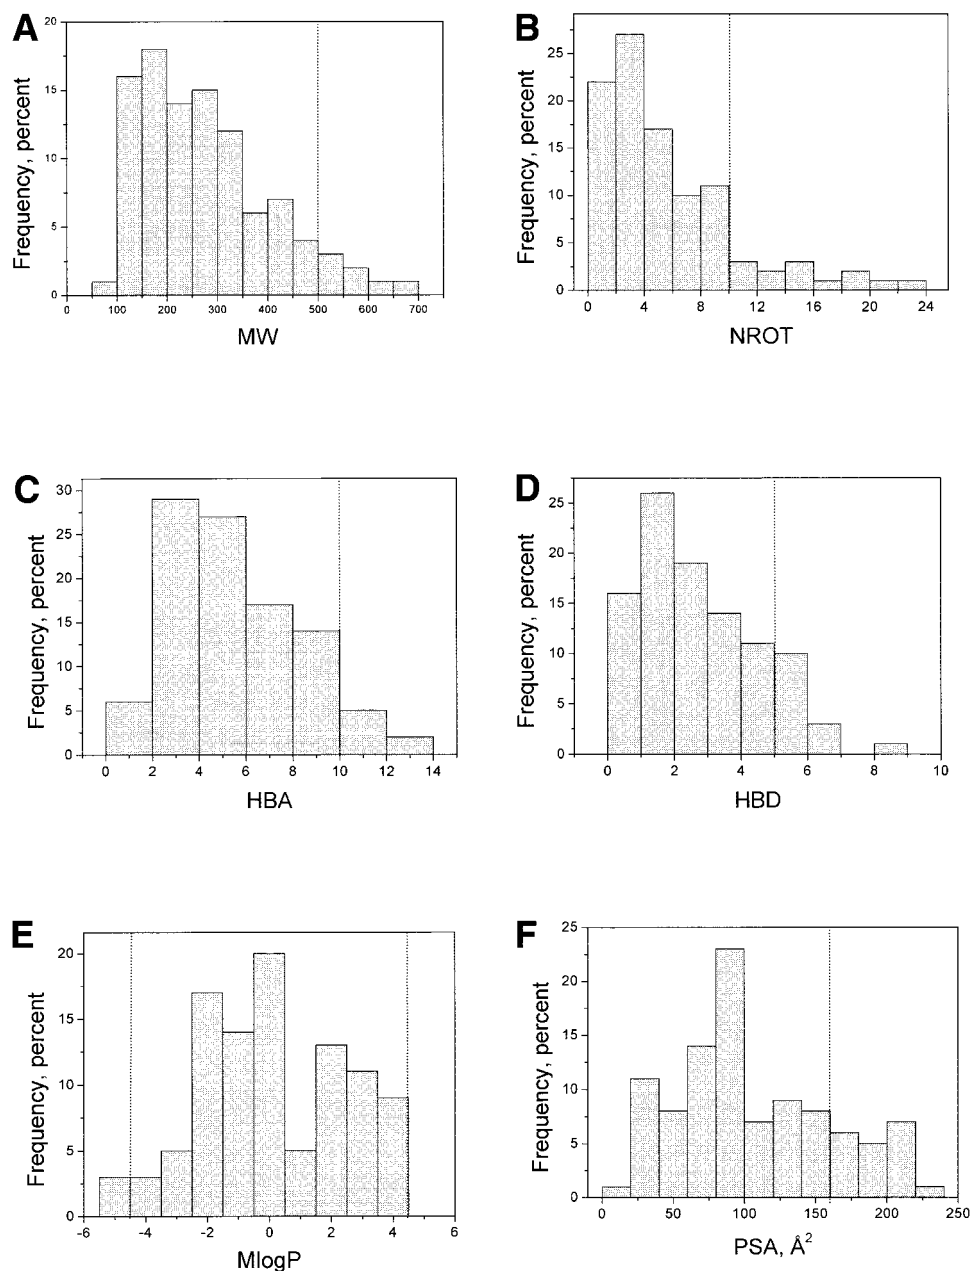 A
20
15
10
5
0
Frequency, percent
0 100 200 300 400 500 600 700
MW
B
25
20
15
10
5
0
Frequency, percent
0 4 8 12 16 20 24
NROT
C
30
25
20
15
10
5
0
Frequency, percent
0 2 4 6 8 10 12 14
HBA
D
25
20
15
10
5
0
Frequency, percent
0 2 4 6 8 10
HBD
E
20
15
10
5
0
Frequency, percent
-6 -4 -2 0 2 4 6
MlogP
F
25
20
15
10
5
0
Frequency, percent
0 50 100 150 200 250
PSA, Å²